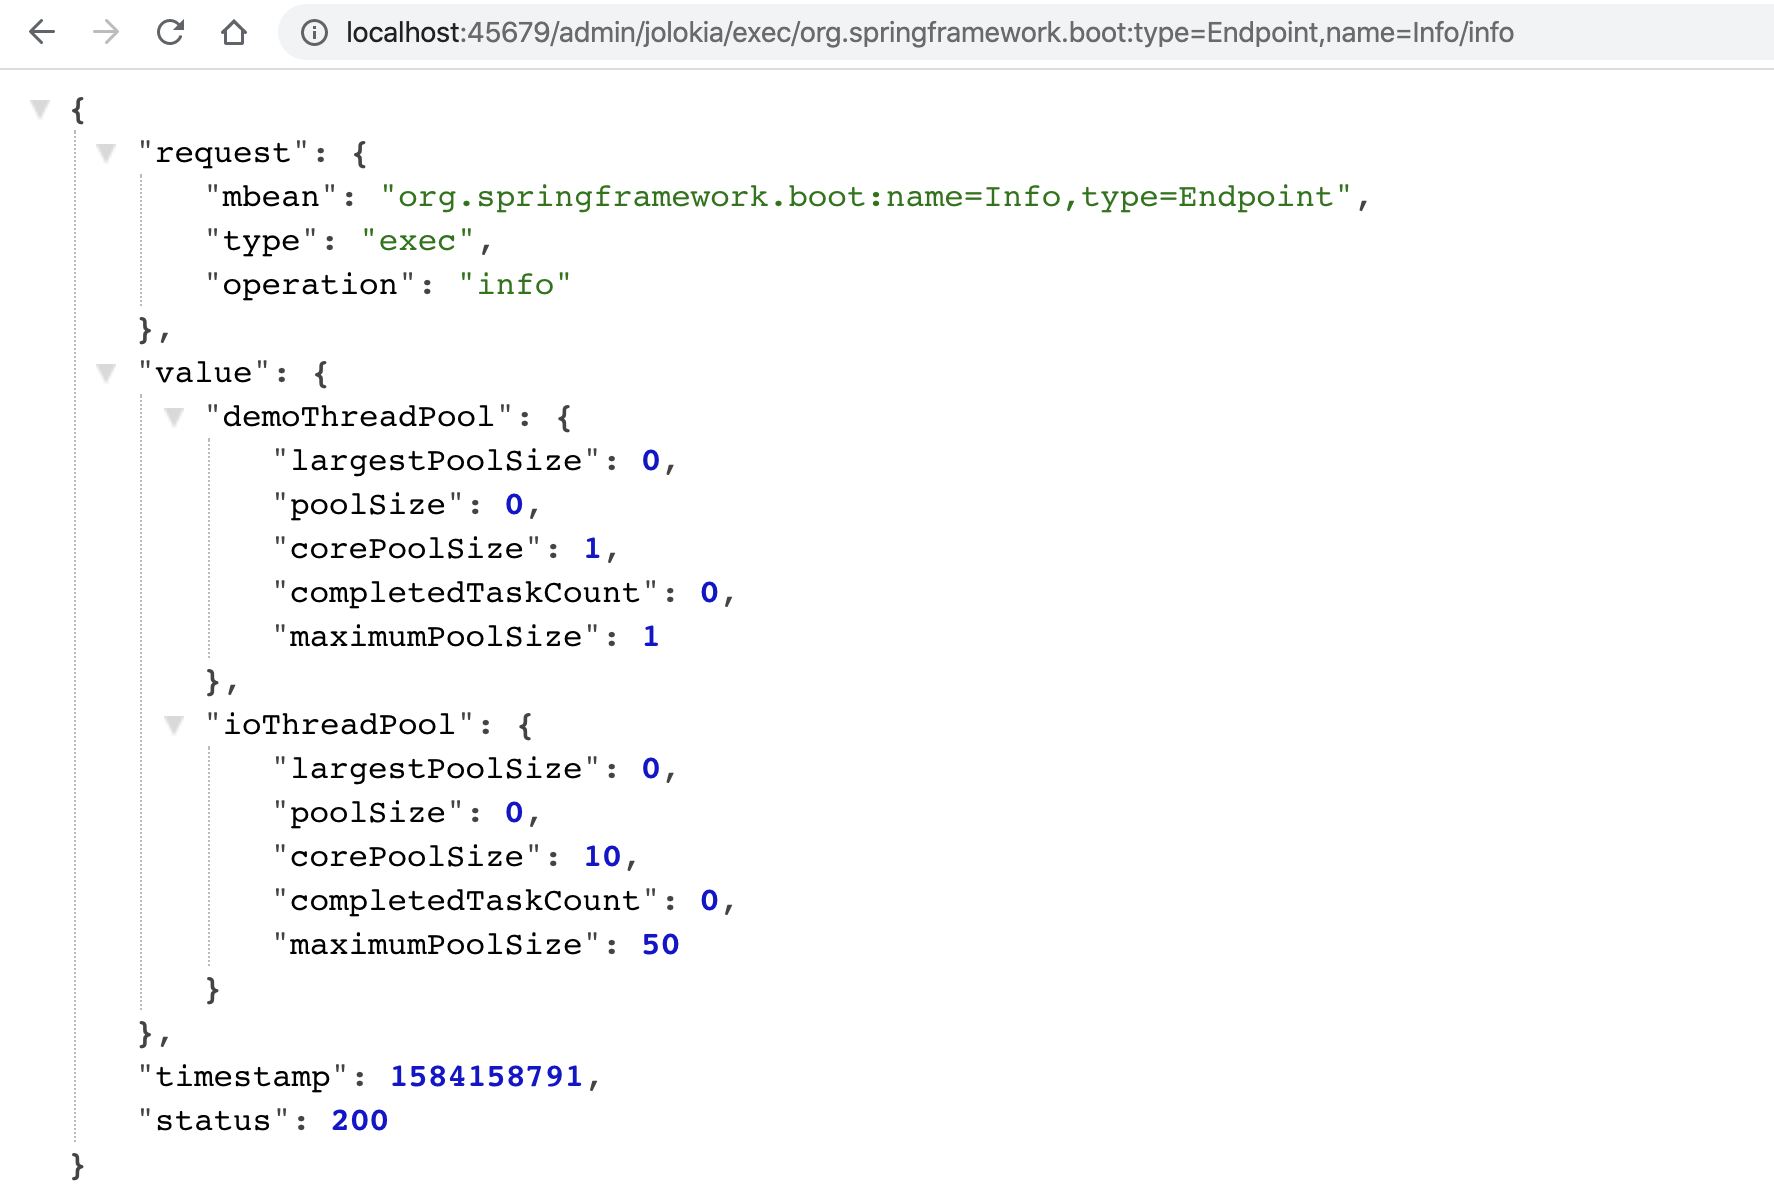 localhost:45679/admin/jolokia/exec/org.springframework.boot:type=Endpoint,name=Info/info
{
"request": {
"mbean": "org.springframework.boot:name=Info,type=Endpoint",
"type": "exec",
"operation": "info"
},
"value": {
"demoThreadPool": {
"largestPoolSize": 0,
"poolSize": 0,
"corePoolSize": 1,
"completedTaskCount": 0,
"maximumPoolSize": 1
},
"ioThreadPool": {
"largestPoolSize": 0,
"poolSize": 0,
"corePoolSize": 10,
"completedTaskCount": 0,
"maximumPoolSize": 50
}
},
"timestamp": 1584158791,
"status": 200
}